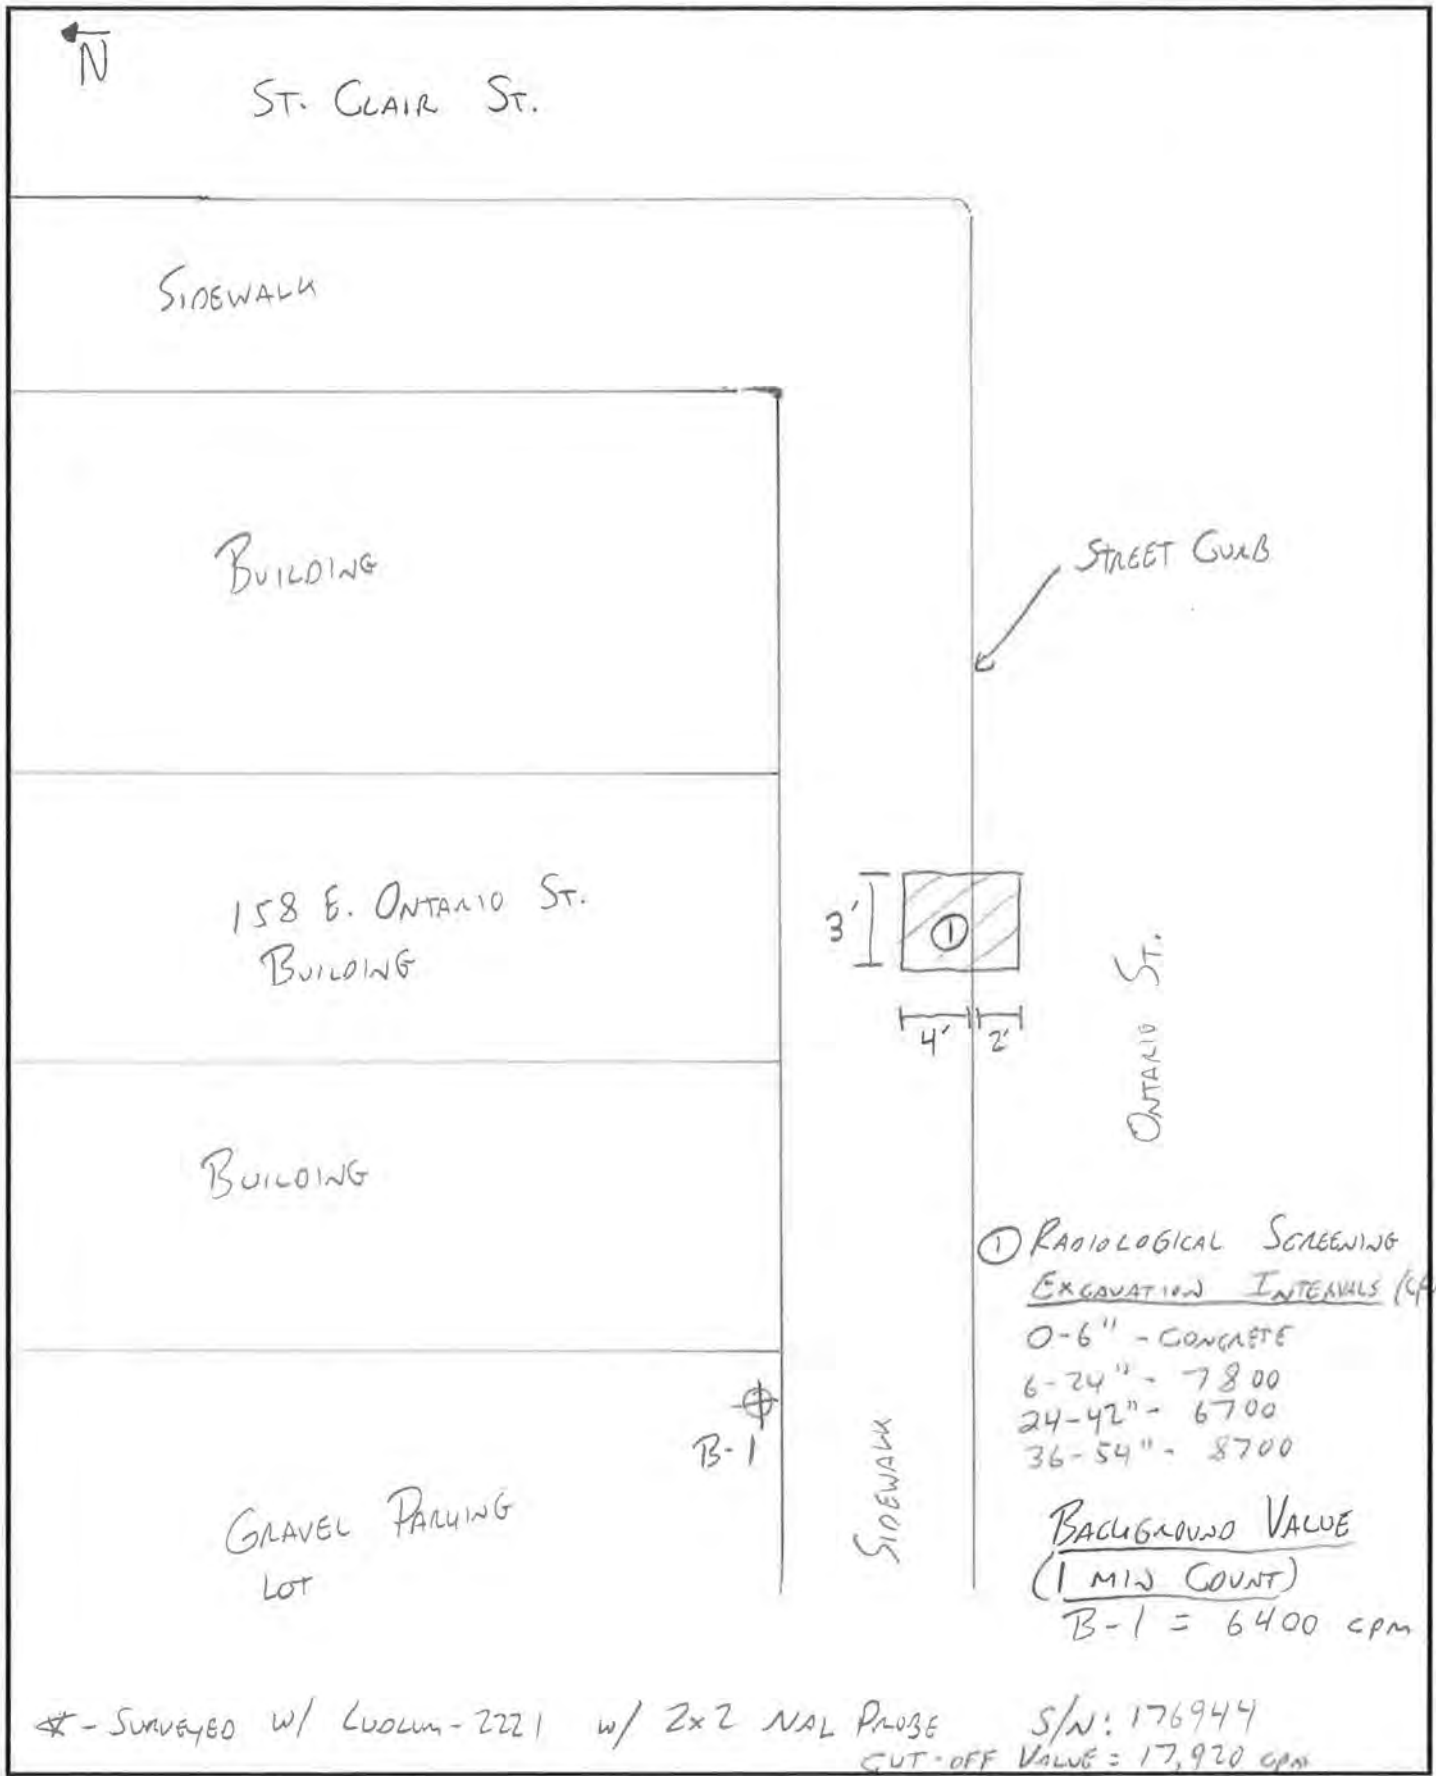 N
ST. CLAIR ST.
SIDEWALK
BUILDING
STREET CURB
158 E. ONTARIO ST.
BUILDING
3'
①
4' 2'
ONTARIO ST.
BUILDING
① RADIOLOGICAL SCREENING
EXCAVATION INTERVALS
0-6" - CONCRETE
6-24" - 7800
24-42" - 6700
36-54" - 8700
B-1
GRAVEL PARKING
LOT
SIDEWALK
BACKGROUND VALUE
(1 MIN COUNT)
B-1 = 6400 CPM
* - SURVEYED W/ LUDLUM-2221 W/ 2x2 NAL PROBE S/N: 176944
CUT-OFF VALUE = 17,920 CPM